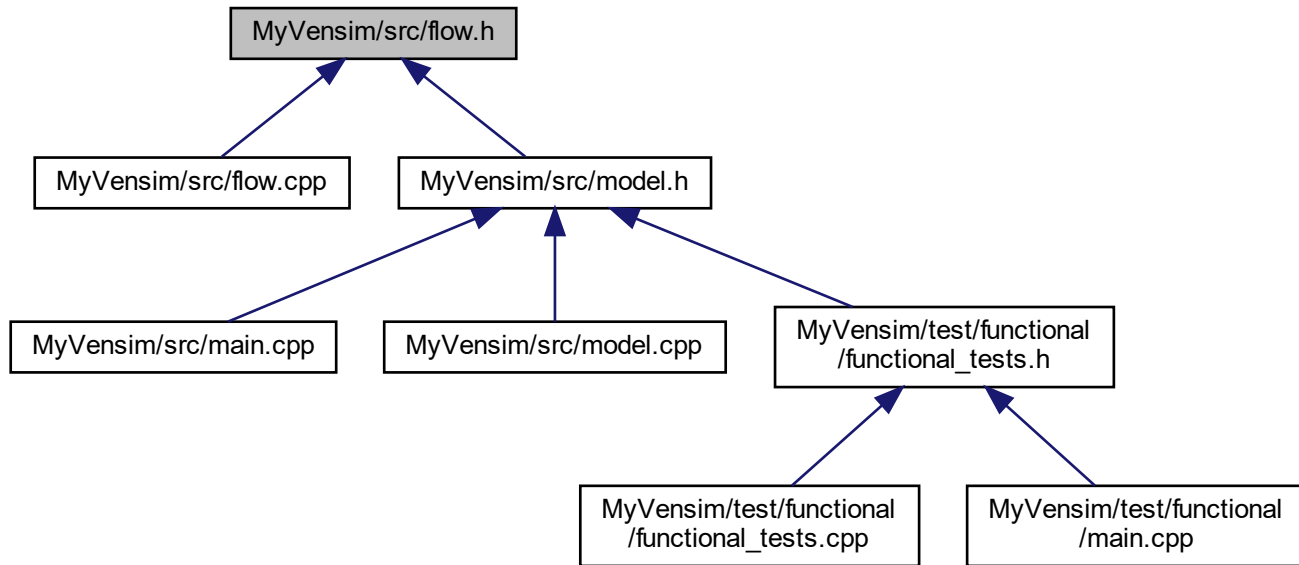 MyVensim/src/flow.h
MyVensim/src/flow.cpp
MyVensim/src/model.h
MyVensim/src/main.cpp
MyVensim/src/model.cpp
MyVensim/test/functional
/functional_tests.h
MyVensim/test/functional
/functional_tests.cpp
MyVensim/test/functional
/main.cpp